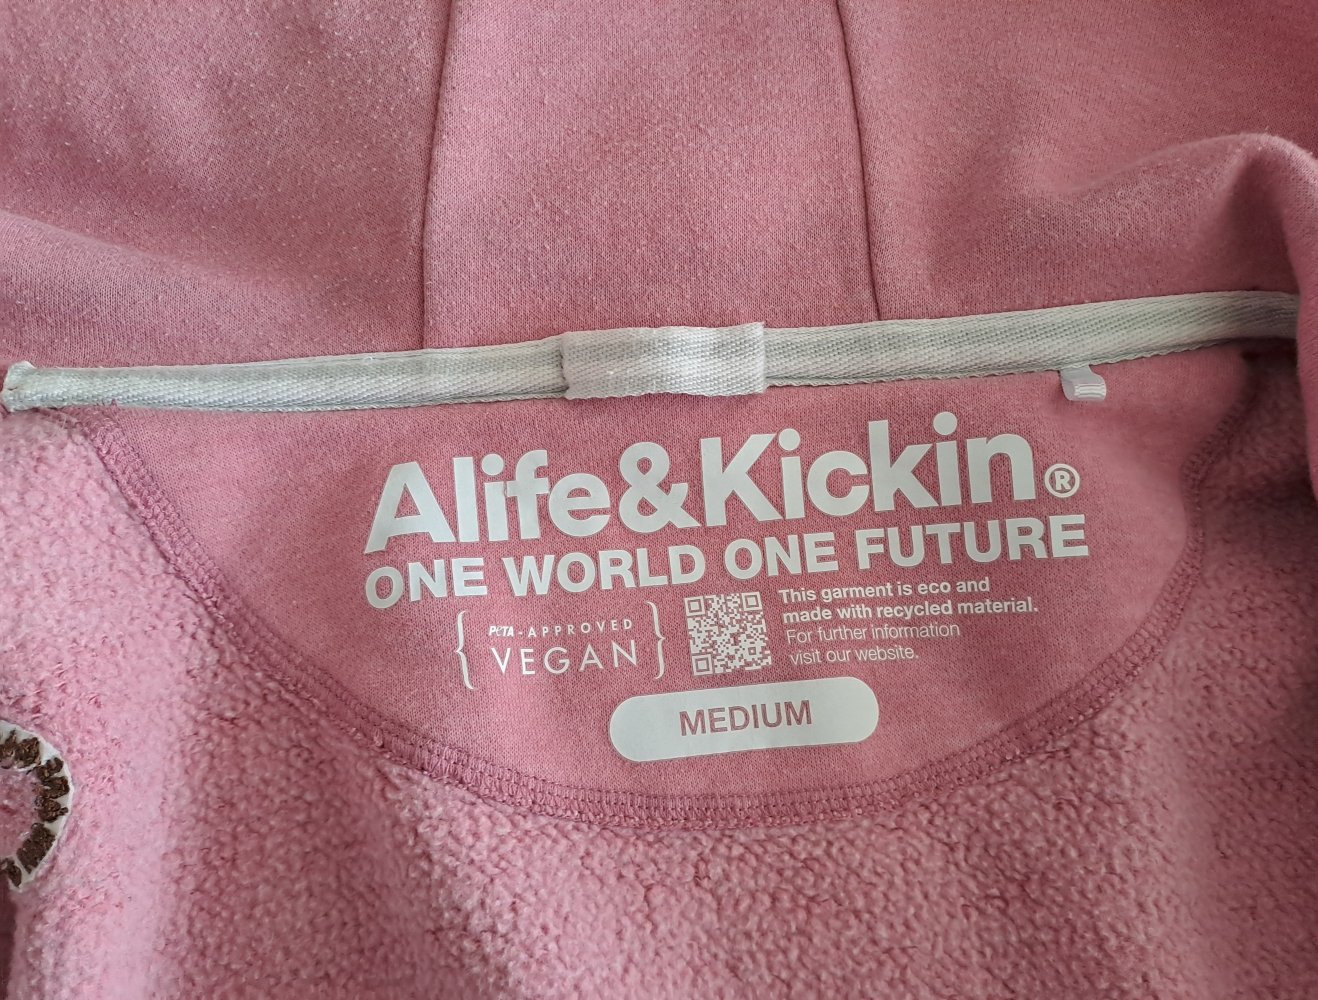 Alife&Kickin®
ONE WORLD ONE FUTURE
PETA-APPROVED
VEGAN
This garment is eco and
made with recycled material.
For further information
visit our website.
MEDIUM